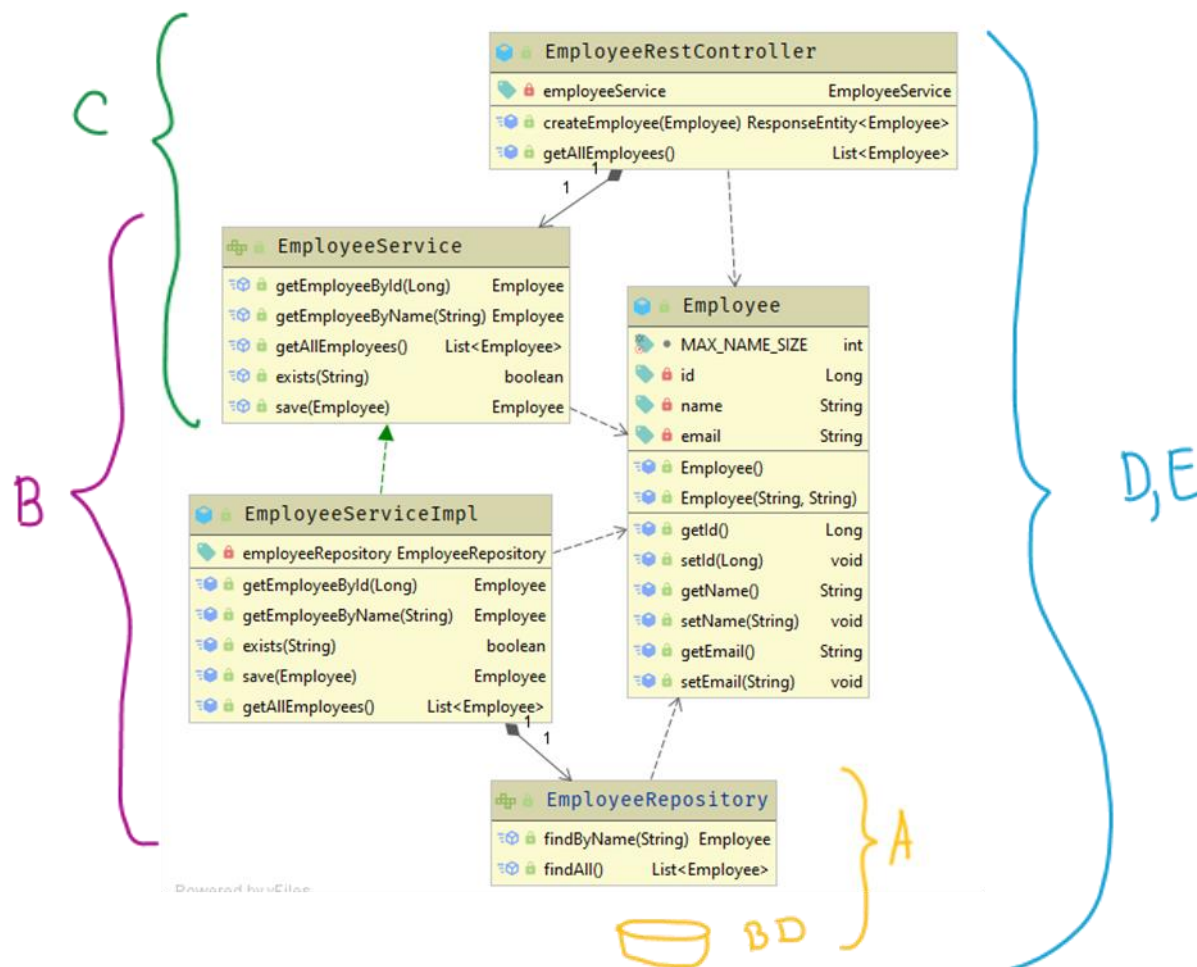 C
EmployeeRestController
employeeService EmployeeService
createEmployee(Employee) ResponseEntity<Employee>
getAllEmployees() List<Employee>
1
1
EmployeeService
getEmployeeById(Long) Employee
getEmployeeByName(String) Employee
getAllEmployees() List<Employee>
exists(String) boolean
save(Employee) Employee
Employee
MAX_NAME_SIZE int
id Long
name String
email String
Employee()
Employee(String, String)
getId() Long
setId(Long) void
getName() String
setName(String) void
getEmail() String
setEmail(String) void
D,E
B
EmployeeServiceImpl
employeeRepository EmployeeRepository
getEmployeeById(Long) Employee
getEmployeeByName(String) Employee
exists(String) boolean
save(Employee) Employee
getAllEmployees() List<Employee>
1
1
EmployeeRepository
findByName(String) Employee
findAll() List<Employee>
A
Powered by yFiles
BD